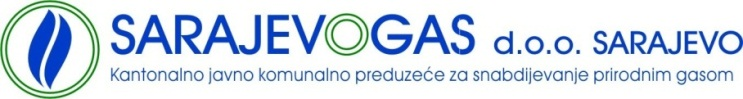 SARAJEVOGAS d.o.o. SARAJEVO
Kantonalno javno komunalno preduzeće za snabdijevanje prirodnim gasom